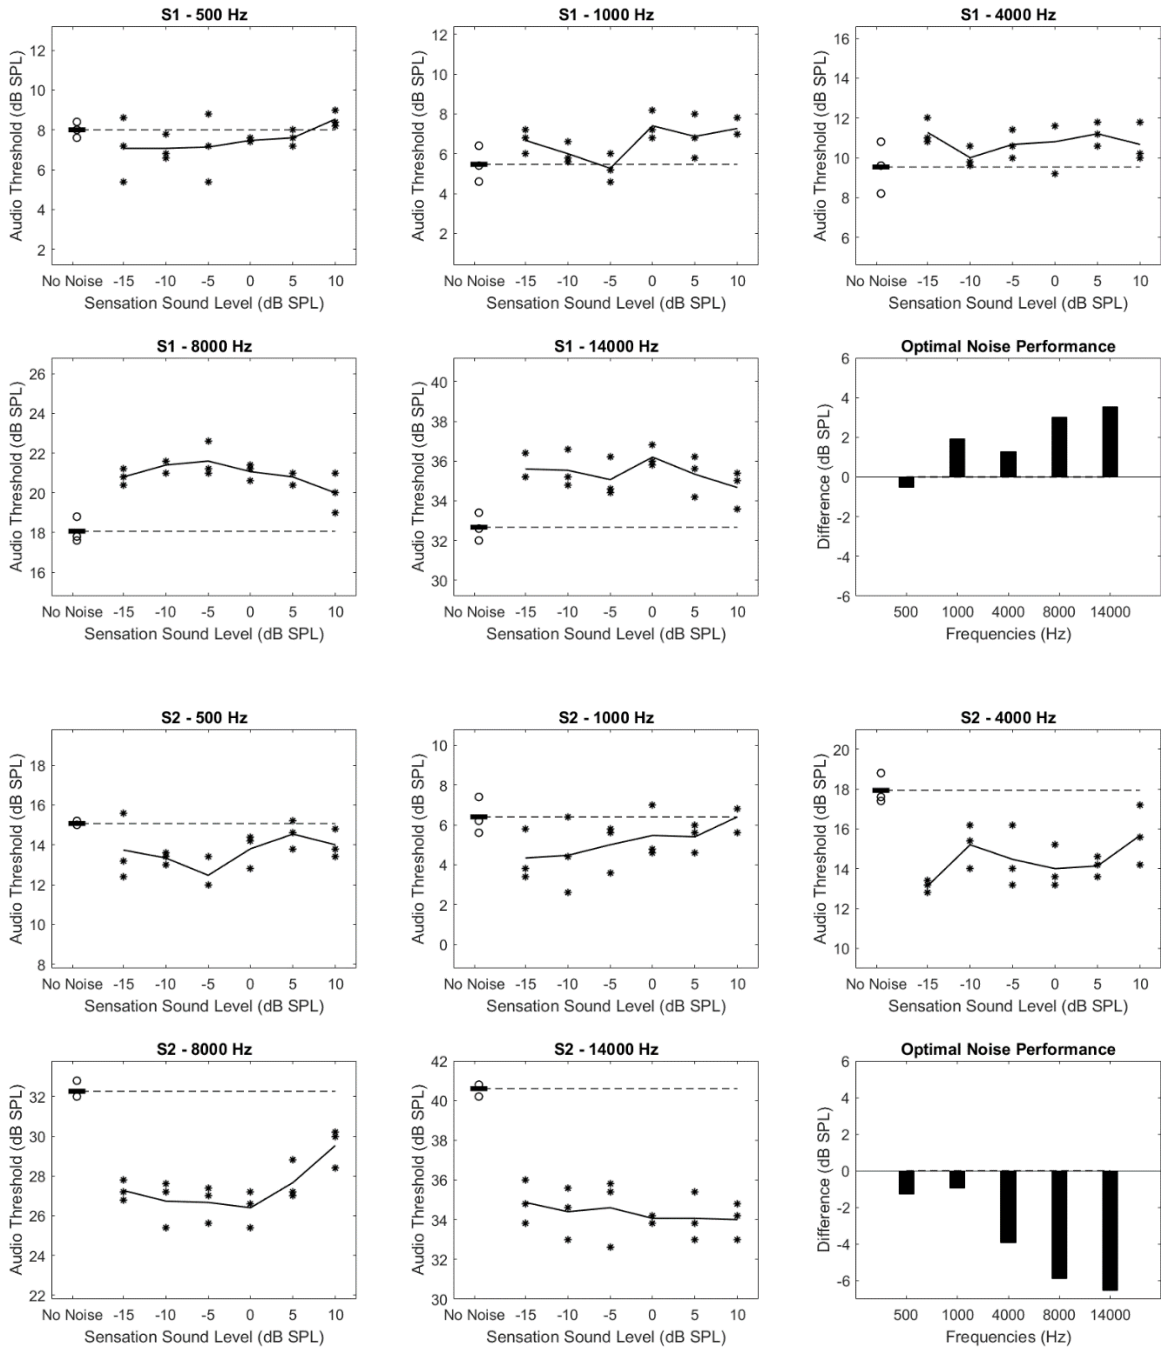 S1 - 500 Hz
Audio Threshold (dB SPL)
12
10
8
6
4
2
No Noise -15 -10 -5 0 5 10
Sensation Sound Level (dB SPL)
S1 - 1000 Hz
Audio Threshold (dB SPL)
12
10
8
6
4
2
No Noise -15 -10 -5 0 5 10
Sensation Sound Level (dB SPL)
S1 - 4000 Hz
Audio Threshold (dB SPL)
16
14
12
10
8
6
No Noise -15 -10 -5 0 5 10
Sensation Sound Level (dB SPL)
S1 - 8000 Hz
Audio Threshold (dB SPL)
26
24
22
20
18
16
No Noise -15 -10 -5 0 5 10
Sensation Sound Level (dB SPL)
S1 - 14000 Hz
Audio Threshold (dB SPL)
40
38
36
34
32
30
No Noise -15 -10 -5 0 5 10
Sensation Sound Level (dB SPL)
Optimal Noise Performance
Difference (dB SPL)
6
4
2
0
-2
-4
-6
500 1000 4000 8000 14000
Frequencies (Hz)
S2 - 500 Hz
Audio Threshold (dB SPL)
18
16
14
12
10
8
No Noise -15 -10 -5 0 5 10
Sensation Sound Level (dB SPL)
S2 - 1000 Hz
Audio Threshold (dB SPL)
10
8
6
4
2
0
No Noise -15 -10 -5 0 5 10
Sensation Sound Level (dB SPL)
S2 - 4000 Hz
Audio Threshold (dB SPL)
20
18
16
14
12
10
No Noise -15 -10 -5 0 5 10
Sensation Sound Level (dB SPL)
S2 - 8000 Hz
Audio Threshold (dB SPL)
32
30
28
26
24
22
No Noise -15 -10 -5 0 5 10
Sensation Sound Level (dB SPL)
S2 - 14000 Hz
Audio Threshold (dB SPL)
42
40
38
36
34
32
30
No Noise -15 -10 -5 0 5 10
Sensation Sound Level (dB SPL)
Optimal Noise Performance
Difference (dB SPL)
6
4
2
0
-2
-4
-6
500 1000 4000 8000 14000
Frequencies (Hz)